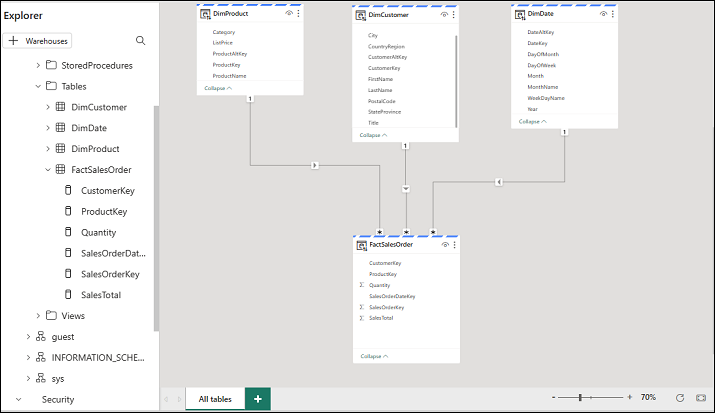 Explorer
+ Warehouses
StoredProcedures
Tables
DimCustomer
DimDate
DimProduct
FactSalesOrder
CustomerKey
ProductKey
Quantity
SalesOrderDat...
SalesOrderKey
SalesTotal
Views
guest
INFORMATION_SCHE...
sys
Security
DimProduct
Category
ListPrice
ProductAltKey
ProductKey
ProductName
Collapse
1
DimCustomer
City
CountryRegion
CustomerAltKey
CustomerKey
FirstName
LastName
PostalCode
StateProvince
Title
Collapse
1
DimDate
DateAltKey
DateKey
DayOfMonth
DayOfWeek
Month
MonthName
WeekDayName
Year
Collapse
1
* * *
FactSalesOrder
CustomerKey
ProductKey
Σ Quantity
SalesOrderDateKey
Σ SalesOrderKey
Σ SalesTotal
Collapse
All tables
+
- + 70%